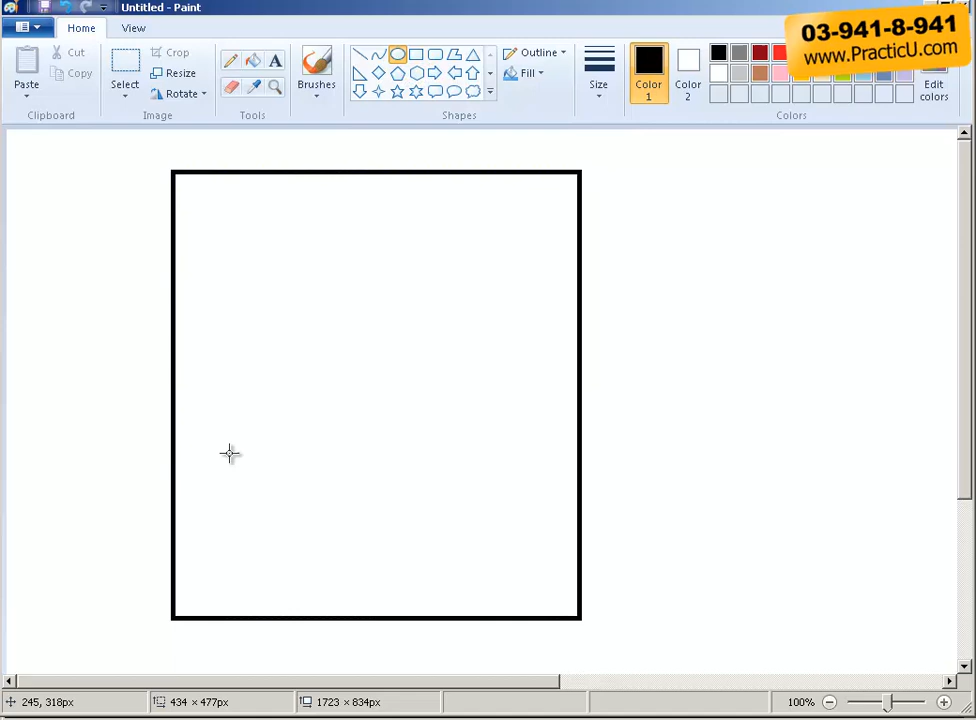 Untitled - Paint
Home
View
03-941-8-941
www.PracticU.com
Paste
Cut
Copy
Clipboard
Select
Crop
Resize
Rotate
Image
A
Tools
Brushes
Outline
Fill
Shapes
Size
Color
1
Color
2
Edit
colors
Colors
245, 318px
434 × 477px
1723 × 834px
100%